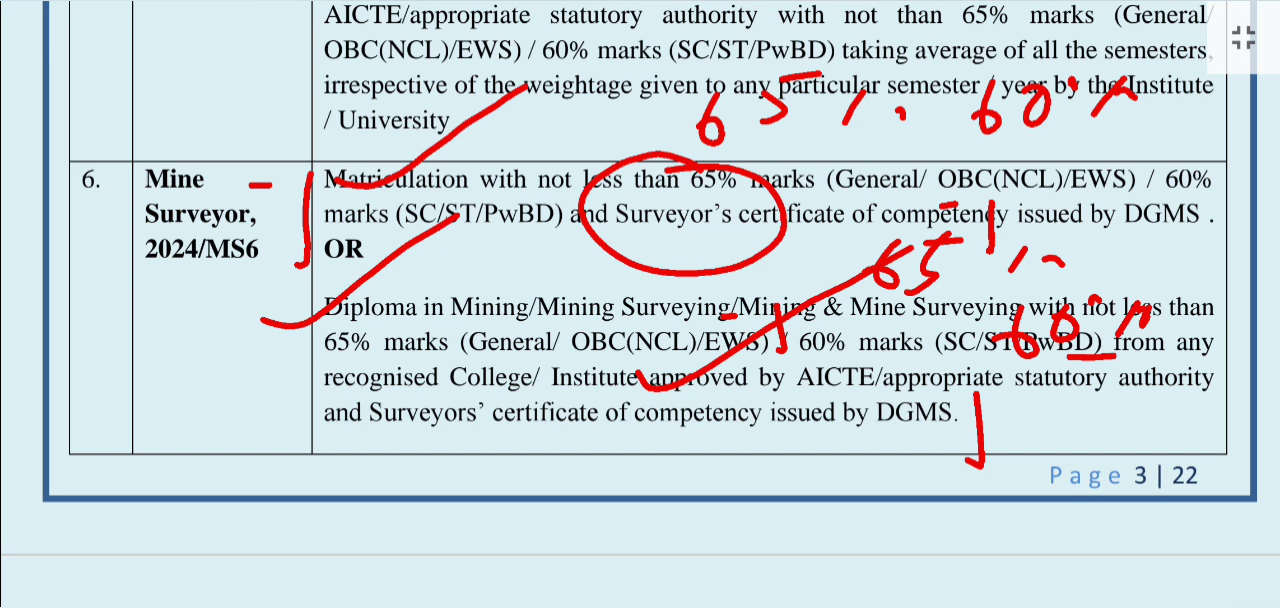 AICTE/appropriate statutory authority with not than 65% marks (General/
OBC(NCL)/EWS) / 60% marks (SC/ST/PwBD) taking average of all the semesters,
irrespective of the weightage given to any particular semester / year by the Institute
/ University
65% 60%
6. Mine Surveyor, 2024/MS6
Matriculation with not less than 65% marks (General/ OBC(NCL)/EWS) / 60%
marks (SC/ST/PwBD) and Surveyor's certificate of competency issued by DGMS .
OR
65%
Diploma in Mining/Mining Surveying/Mining & Mine Surveying with not less than
60%
65% marks (General/ OBC(NCL)/EWS) / 60% marks (SC/ST/PwBD) from any
recognised College/ Institute approved by AICTE/appropriate statutory authority
and Surveyors' certificate of competency issued by DGMS.
Page 3 | 22